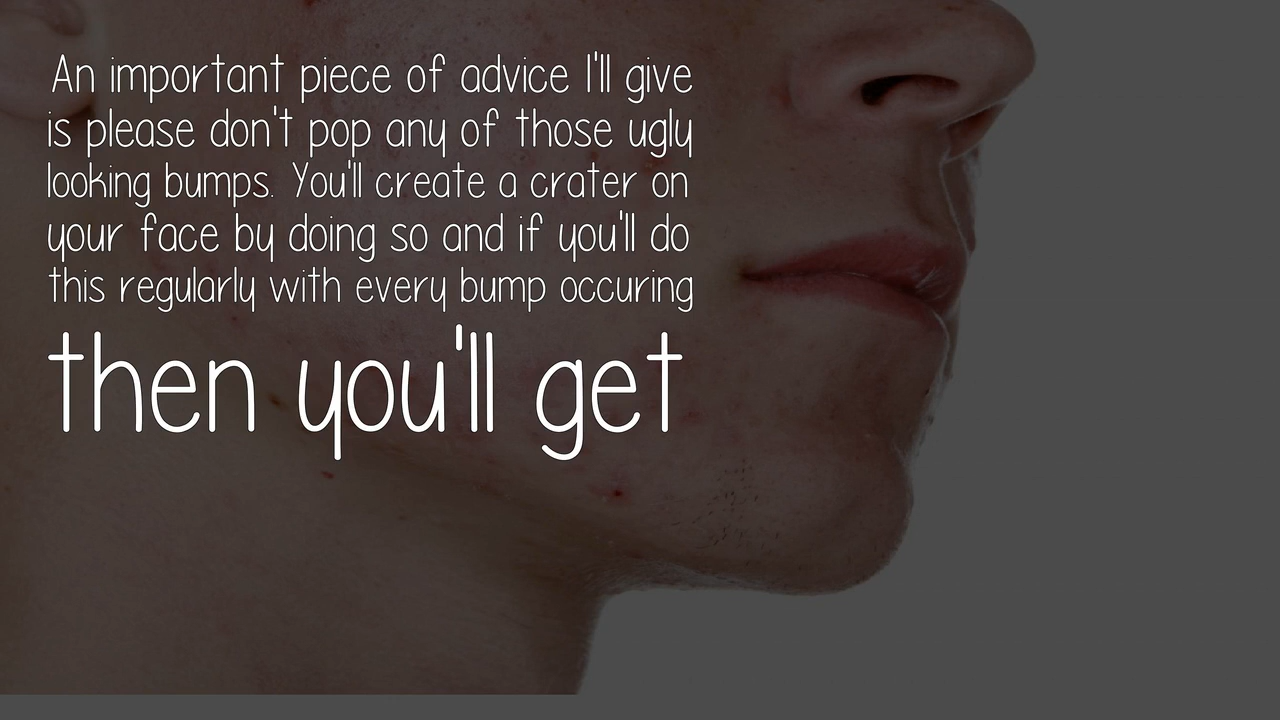 An important piece of advice I'll give
is please don't pop any of those ugly
looking bumps. You'll create a crater on
your face by doing so and if you'll do
this regularly with every bump occuring
then you'll get